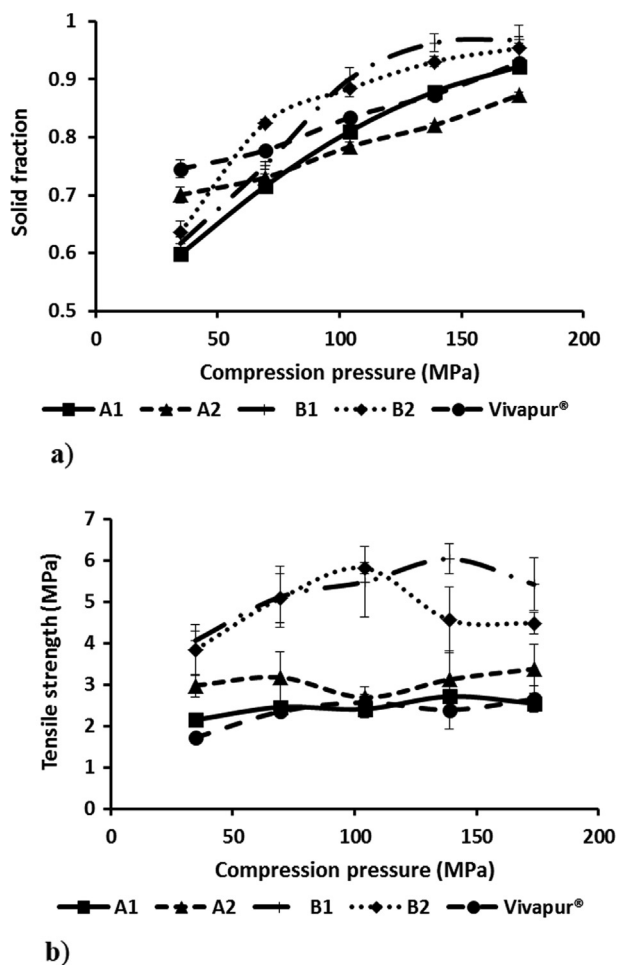 1
0.9
0.8
0.7
0.6
0.5
Solid fraction
0 50 100 150 200
Compression pressure (MPa)
A1 A2 B1 B2 Vivapur®
a)
7
6
5
4
3
2
1
0
Tensile strength (MPa)
0 50 100 150 200
Compression pressure (MPa)
A1 A2 B1 B2 Vivapur®
b)